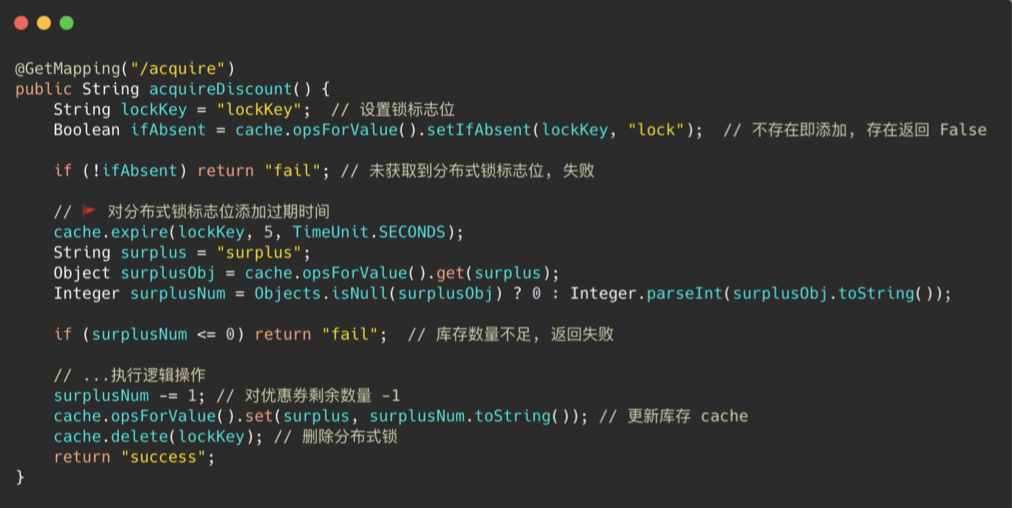 @GetMapping("/acquire")
public String acquireDiscount() {
    String lockKey = "lockKey";  // 设置锁标志位
    Boolean ifAbsent = cache.opsForValue().setIfAbsent(lockKey, "lock");  // 不存在即添加, 存在返回 False
    if (!ifAbsent) return "fail"; // 未获取到分布式锁标志位, 失败
    // 🚩 对分布式锁标志位添加过期时间
    cache.expire(lockKey, 5, TimeUnit.SECONDS);
    String surplus = "surplus";
    Object surplusObj = cache.opsForValue().get(surplus);
    Integer surplusNum = Objects.isNull(surplusObj) ? 0 : Integer.parseInt(surplusObj.toString());
    if (surplusNum <= 0) return "fail";  // 库存数量不足, 返回失败
    // ...执行逻辑操作
    surplusNum -= 1; // 对优惠券剩余数量 -1
    cache.opsForValue().set(surplus, surplusNum.toString()); // 更新库存 cache
    cache.delete(lockKey); // 删除分布式锁
    return "success";
}